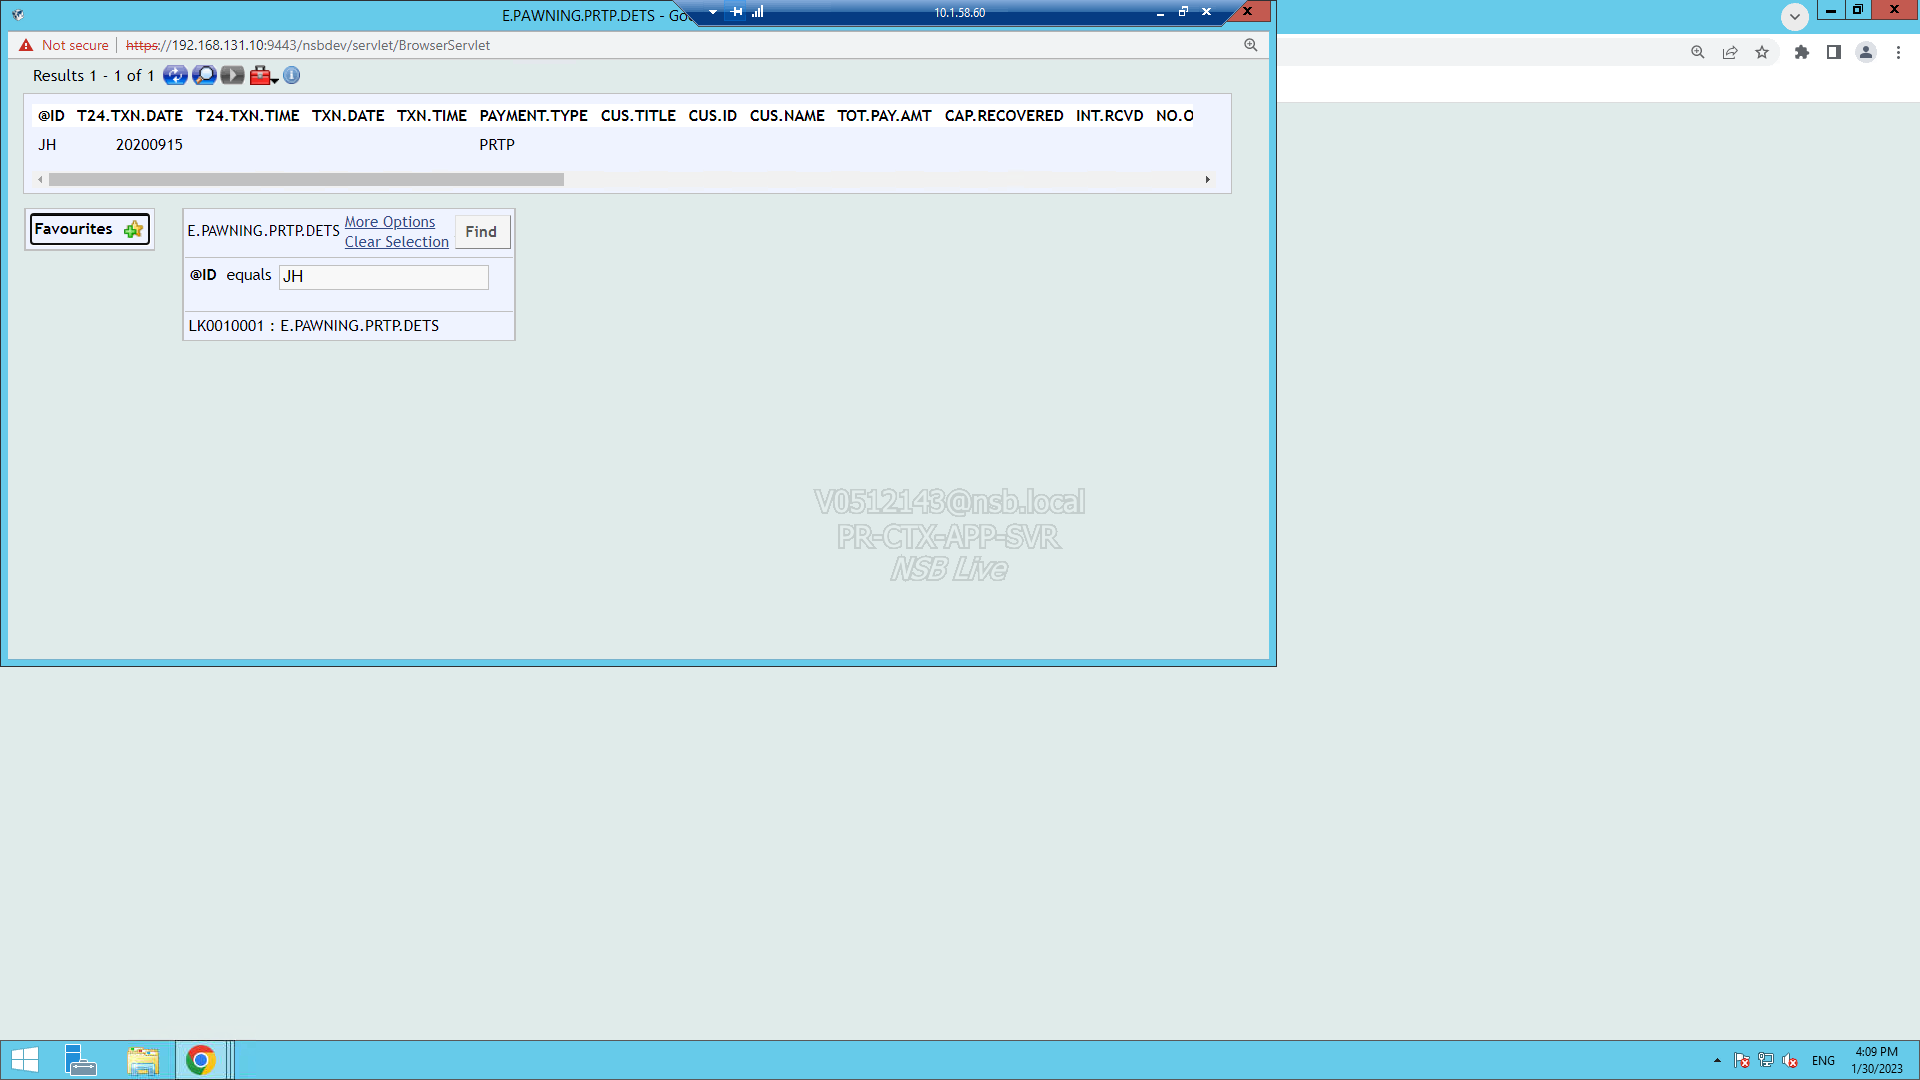 E.PAWNING.PRTP.DETS - Go
10.1.58.60
Not secure
https://192.168.131.10:9443/nsbdev/servlet/BrowserServlet
Results 1 - 1 of 1
@ID T24.TXN.DATE T24.TXN.TIME TXN.DATE TXN.TIME PAYMENT.TYPE CUS.TITLE CUS.ID CUS.NAME TOT.PAY.AMT CAP.RECOVERED INT.RCVD NO.O
JH 20200915 PRTP
Favourites
E.PAWNING.PRTP.DETS More Options Find
Clear Selection
@ID equals JH
LK0010001 : E.PAWNING.PRTP.DETS
V0512143@nsb.local
PR-CTX-APP-SVR
NSB Live
ENG
4:09 PM
1/30/2023